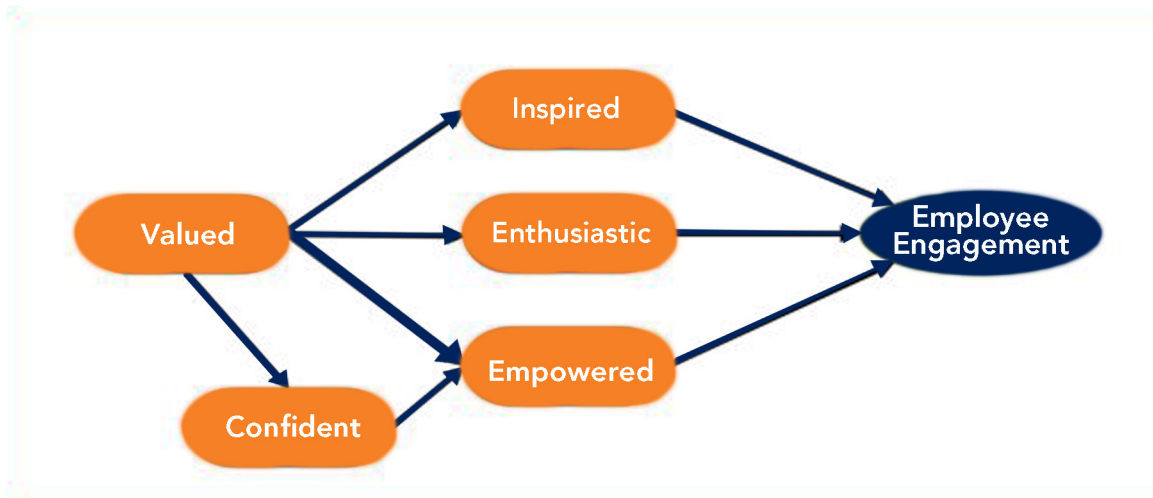 Inspired
Valued
Enthusiastic
Employee
Engagement
Empowered
Confident